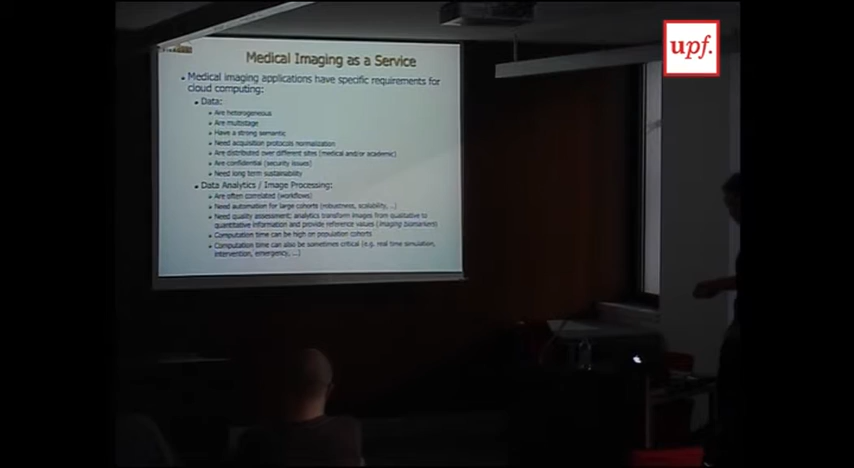 upf.
Medical Imaging as a Service
Medical imaging applications have specific requirements for
cloud computing:
Data:
Are heterogeneous
Are multistage
Have a strong semantic
Need acquisition protocols normalization
Are distributed over different sites (medical and/or academic)
Are confidential (security issues)
Need long term sustainability
Data Analytics / Image Processing:
Are often correlated (workflows)
Need automation for large cohorts (robustness, scalability, ...)
Need quality assessment: analytics transform images from qualitative to
quantitative information and provide reference values (imaging biomarkers)
Computation time can be high on population cohorts
Computation time can also be sometimes critical (e.g. real time simulation,
intervention, emergency, ...)